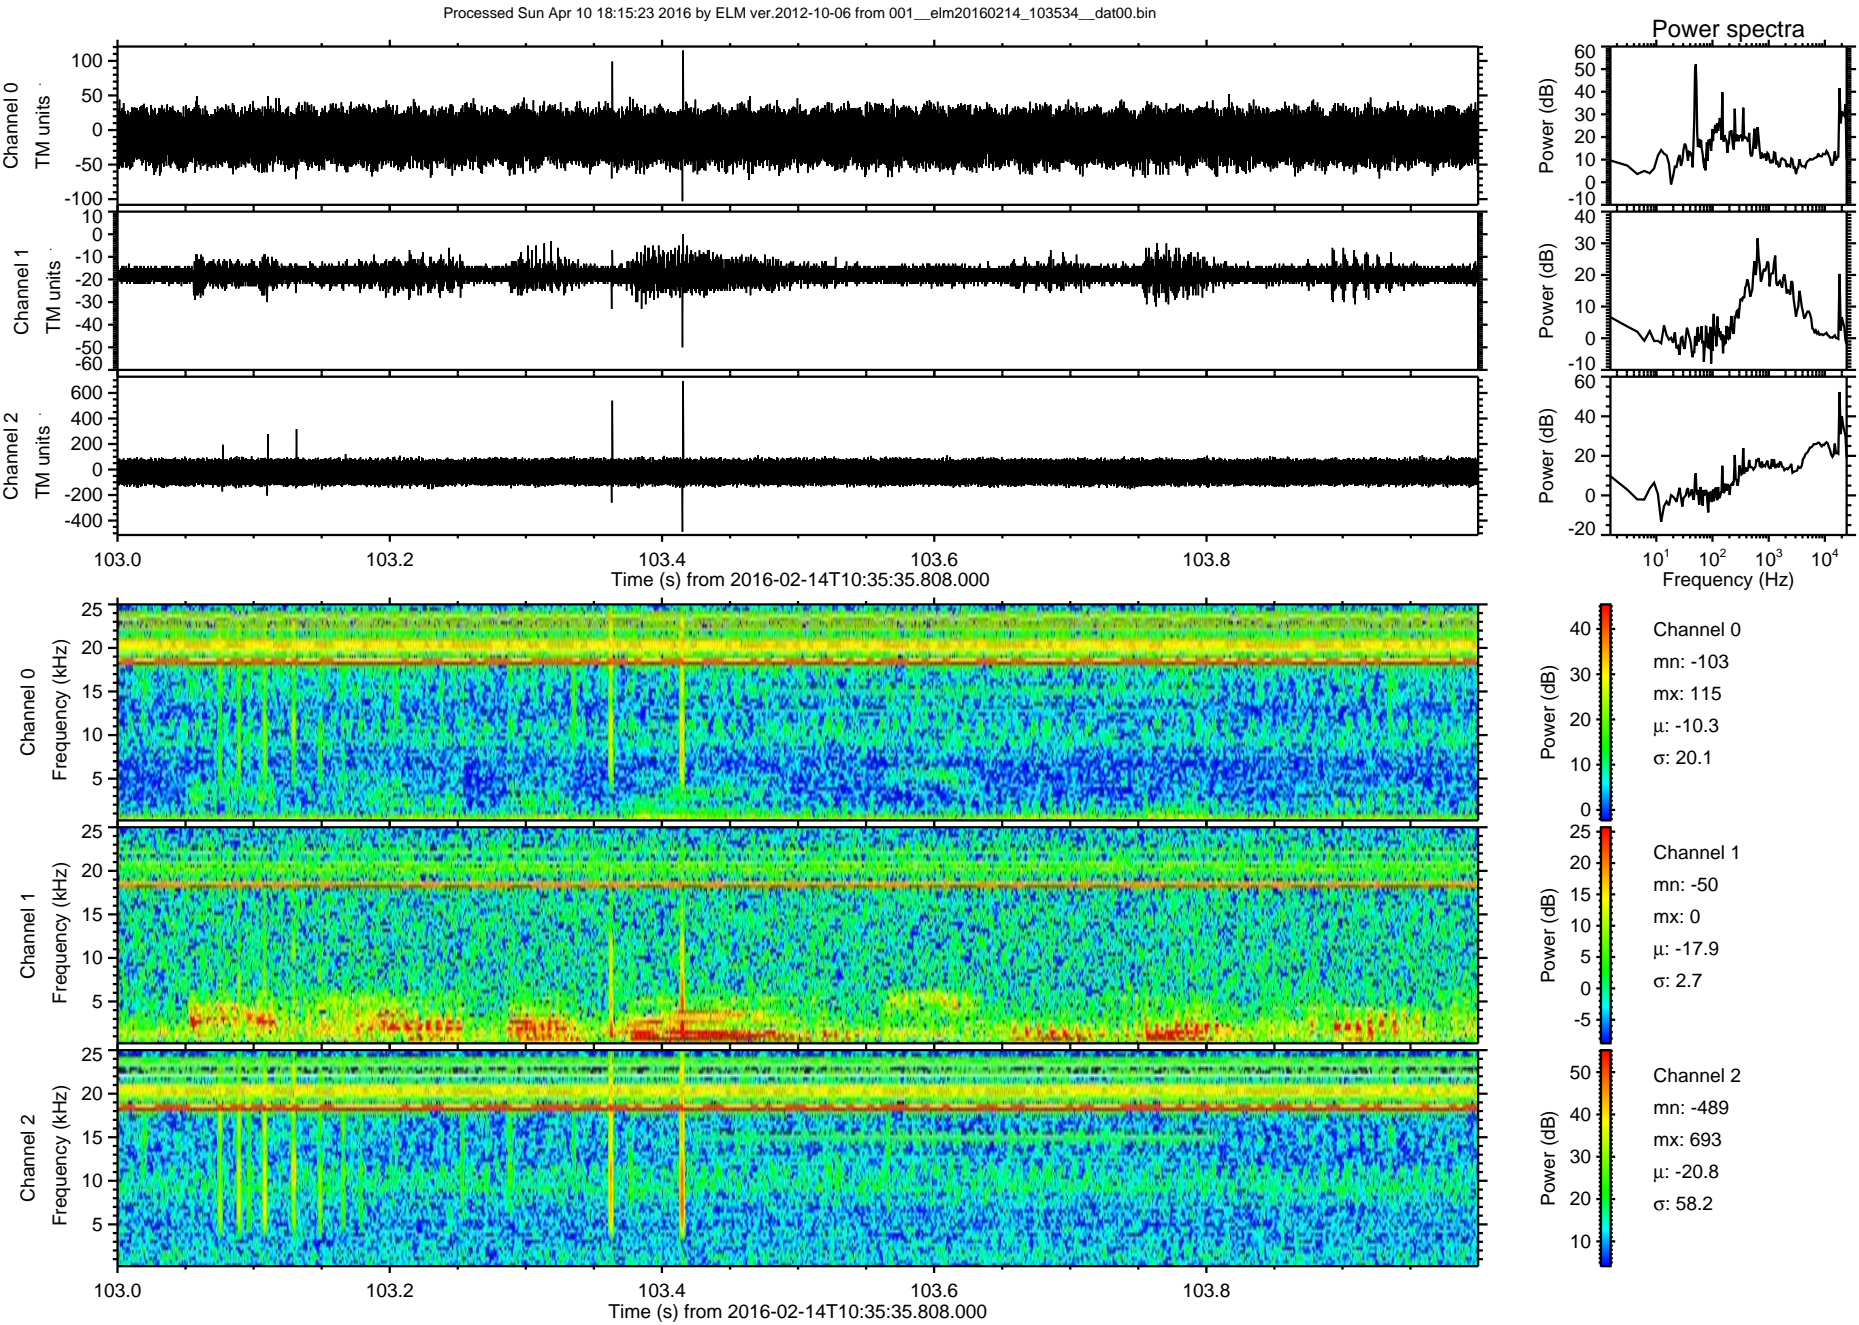 Processed Sun Apr 10 18:15:23 2016 by ELM ver.2012-10-06 from 001__elm20160214_103534__dat00.bin
Power spectra
Channel 0
TM units
100
50
0
-50
-100
Power (dB)
60
50
40
30
20
10
0
-10
Channel 1
TM units
10
0
-10
-20
-30
-40
-50
-60
Power (dB)
40
30
20
10
0
-10
Channel 2
TM units
600
400
200
0
-200
-400
Power (dB)
60
40
20
0
-20
103.0 103.2 103.4 103.6 103.8
Time (s) from 2016-02-14T10:35:35.808.000
10^1 10^2 10^3 10^4
Frequency (Hz)
Channel 0
Frequency (kHz)
25
20
15
10
5
Power (dB)
40
30
20
10
0
Channel 0
mn: -103
mx: 115
μ: -10.3
σ: 20.1
Channel 1
Frequency (kHz)
25
20
15
10
5
Power (dB)
25
20
15
10
5
0
-5
Channel 1
mn: -50
mx: 0
μ: -17.9
σ: 2.7
Channel 2
Frequency (kHz)
25
20
15
10
5
Power (dB)
50
40
30
20
10
Channel 2
mn: -489
mx: 693
μ: -20.8
σ: 58.2
103.0 103.2 103.4 103.6 103.8
Time (s) from 2016-02-14T10:35:35.808.000